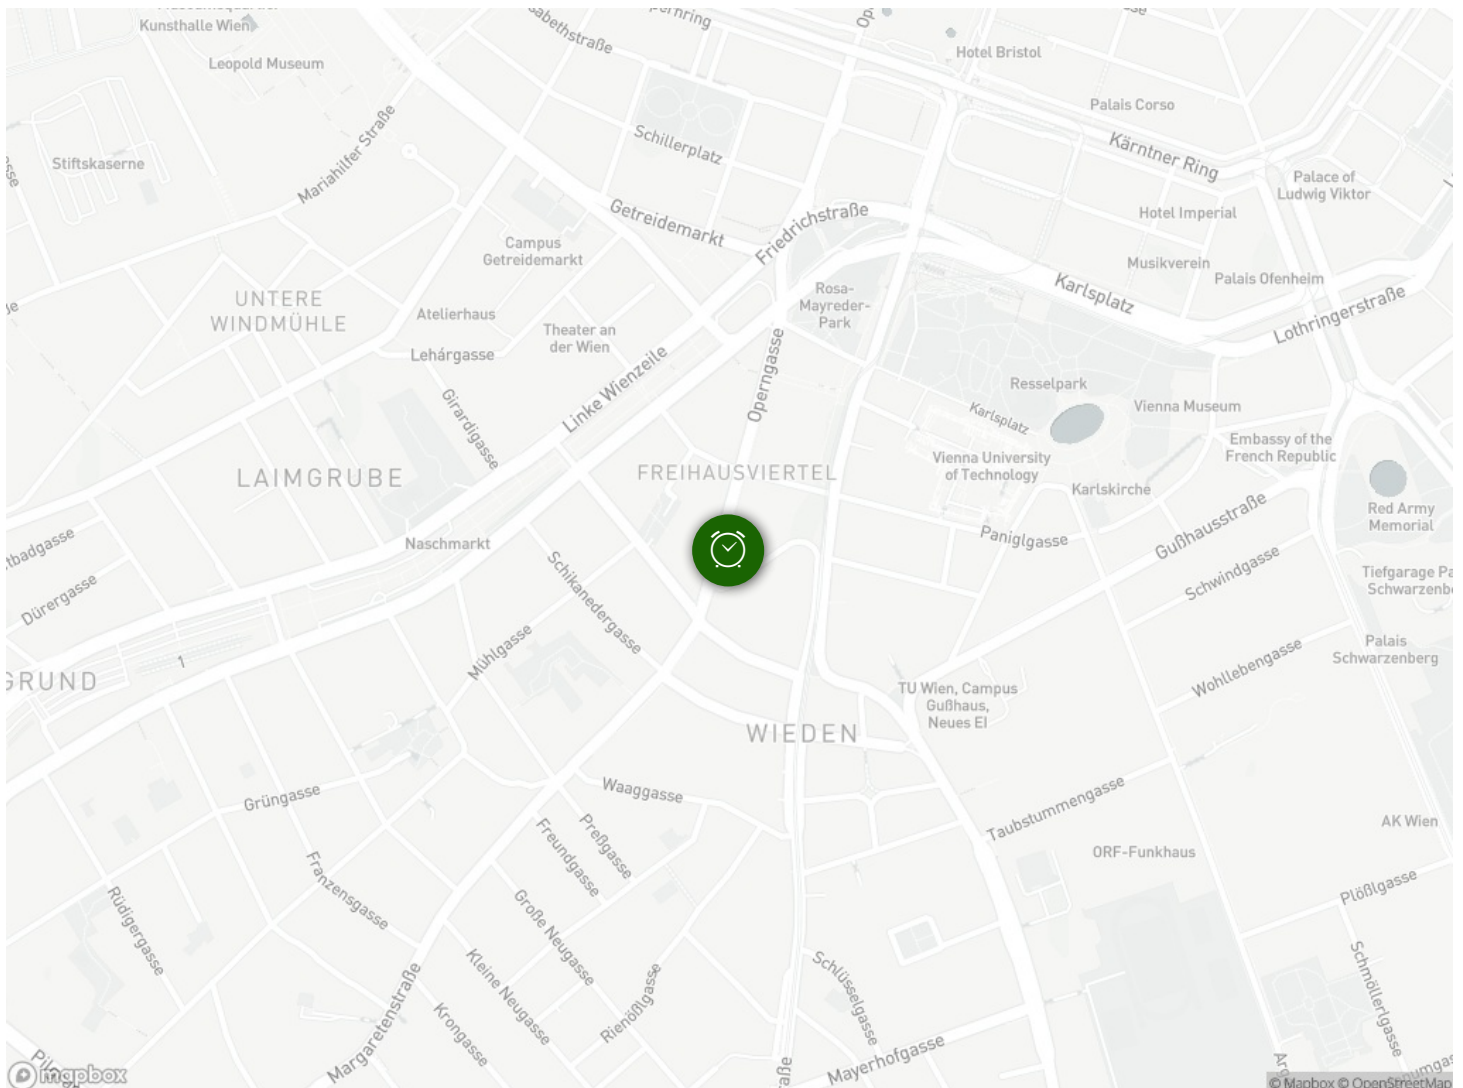 Kunsthalle Wien
Leopold Museum
Hotel Bristol
Palais Corso
Schillerplatz
Kärntner Ring
Stiftskaserne
Mariahilfer Straße
Palace of
Ludwig Viktor
Getreidemarkt
Friedrichstraße
Hotel Imperial
Campus
Getreidemarkt
Musikverein
Palais Ofenheim
UNTERE
WINDMÜHLE
Atelierhaus
Rosa-
Mayreder-
Park
Karlsplatz
Lothringerstraße
Theater an
der Wien
Lehárgasse
Linke Wienzeile
Operngasse
Resselpark
Girardigasse
Karlsplatz
Vienna Museum
Embassy of the
French Republic
LAIMGRUBE
FREIHAUSVIERTEL
Vienna University
of Technology
Karlskirche
Red Army
Memorial
Naschmarkt
Paniglgasse
Gußhausstraße
Schwindgasse
Dürergasse
Schikanedergasse
Tiefgarage
Mühlgasse
Palais
Schwarzenberg
1
Wohllebengasse
TU Wien, Campus
Gußhaus,
Neues EI
WIEDEN
Waaggasse
Grüngasse
Taubstummengasse
AK Wien
Preßgasse
Freundgasse
ORF-Funkhaus
Franzensgasse
Rüdigergasse
Große Neugasse
Plößlgasse
Kleine Neugasse
Rienößlgasse
Schlüsselgasse
Schmöllerlgasse
Margaretenstraße
Krongasse
Mayerhofgasse
mapbox
© Mapbox © OpenStreetMap